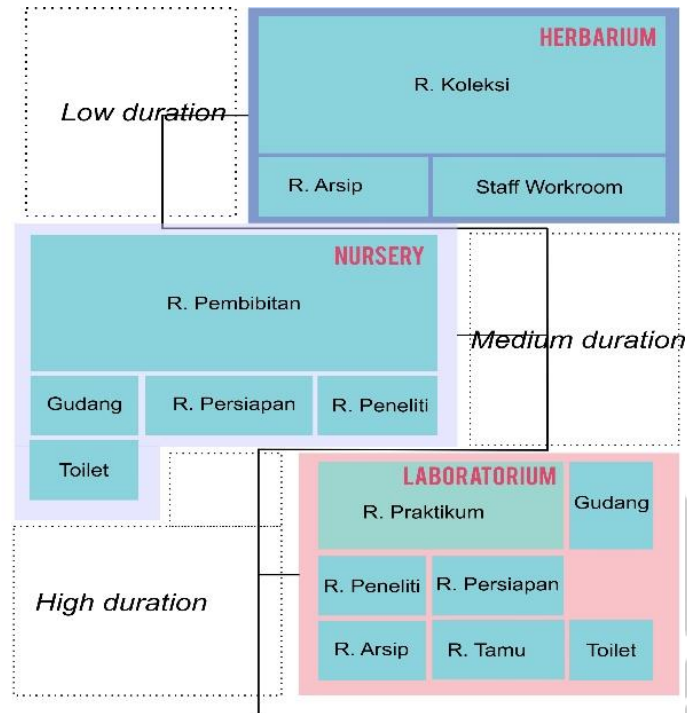 HERBARIUM
R. Koleksi
Low duration
R. Arsip
Staff Workroom
NURSERY
R. Pembibitan
Medium duration
Gudang
R. Persiapan
R. Peneliti
Toilet
LABORATORIUM
R. Praktikum
Gudang
R. Peneliti
R. Persiapan
High duration
R. Arsip
R. Tamu
Toilet